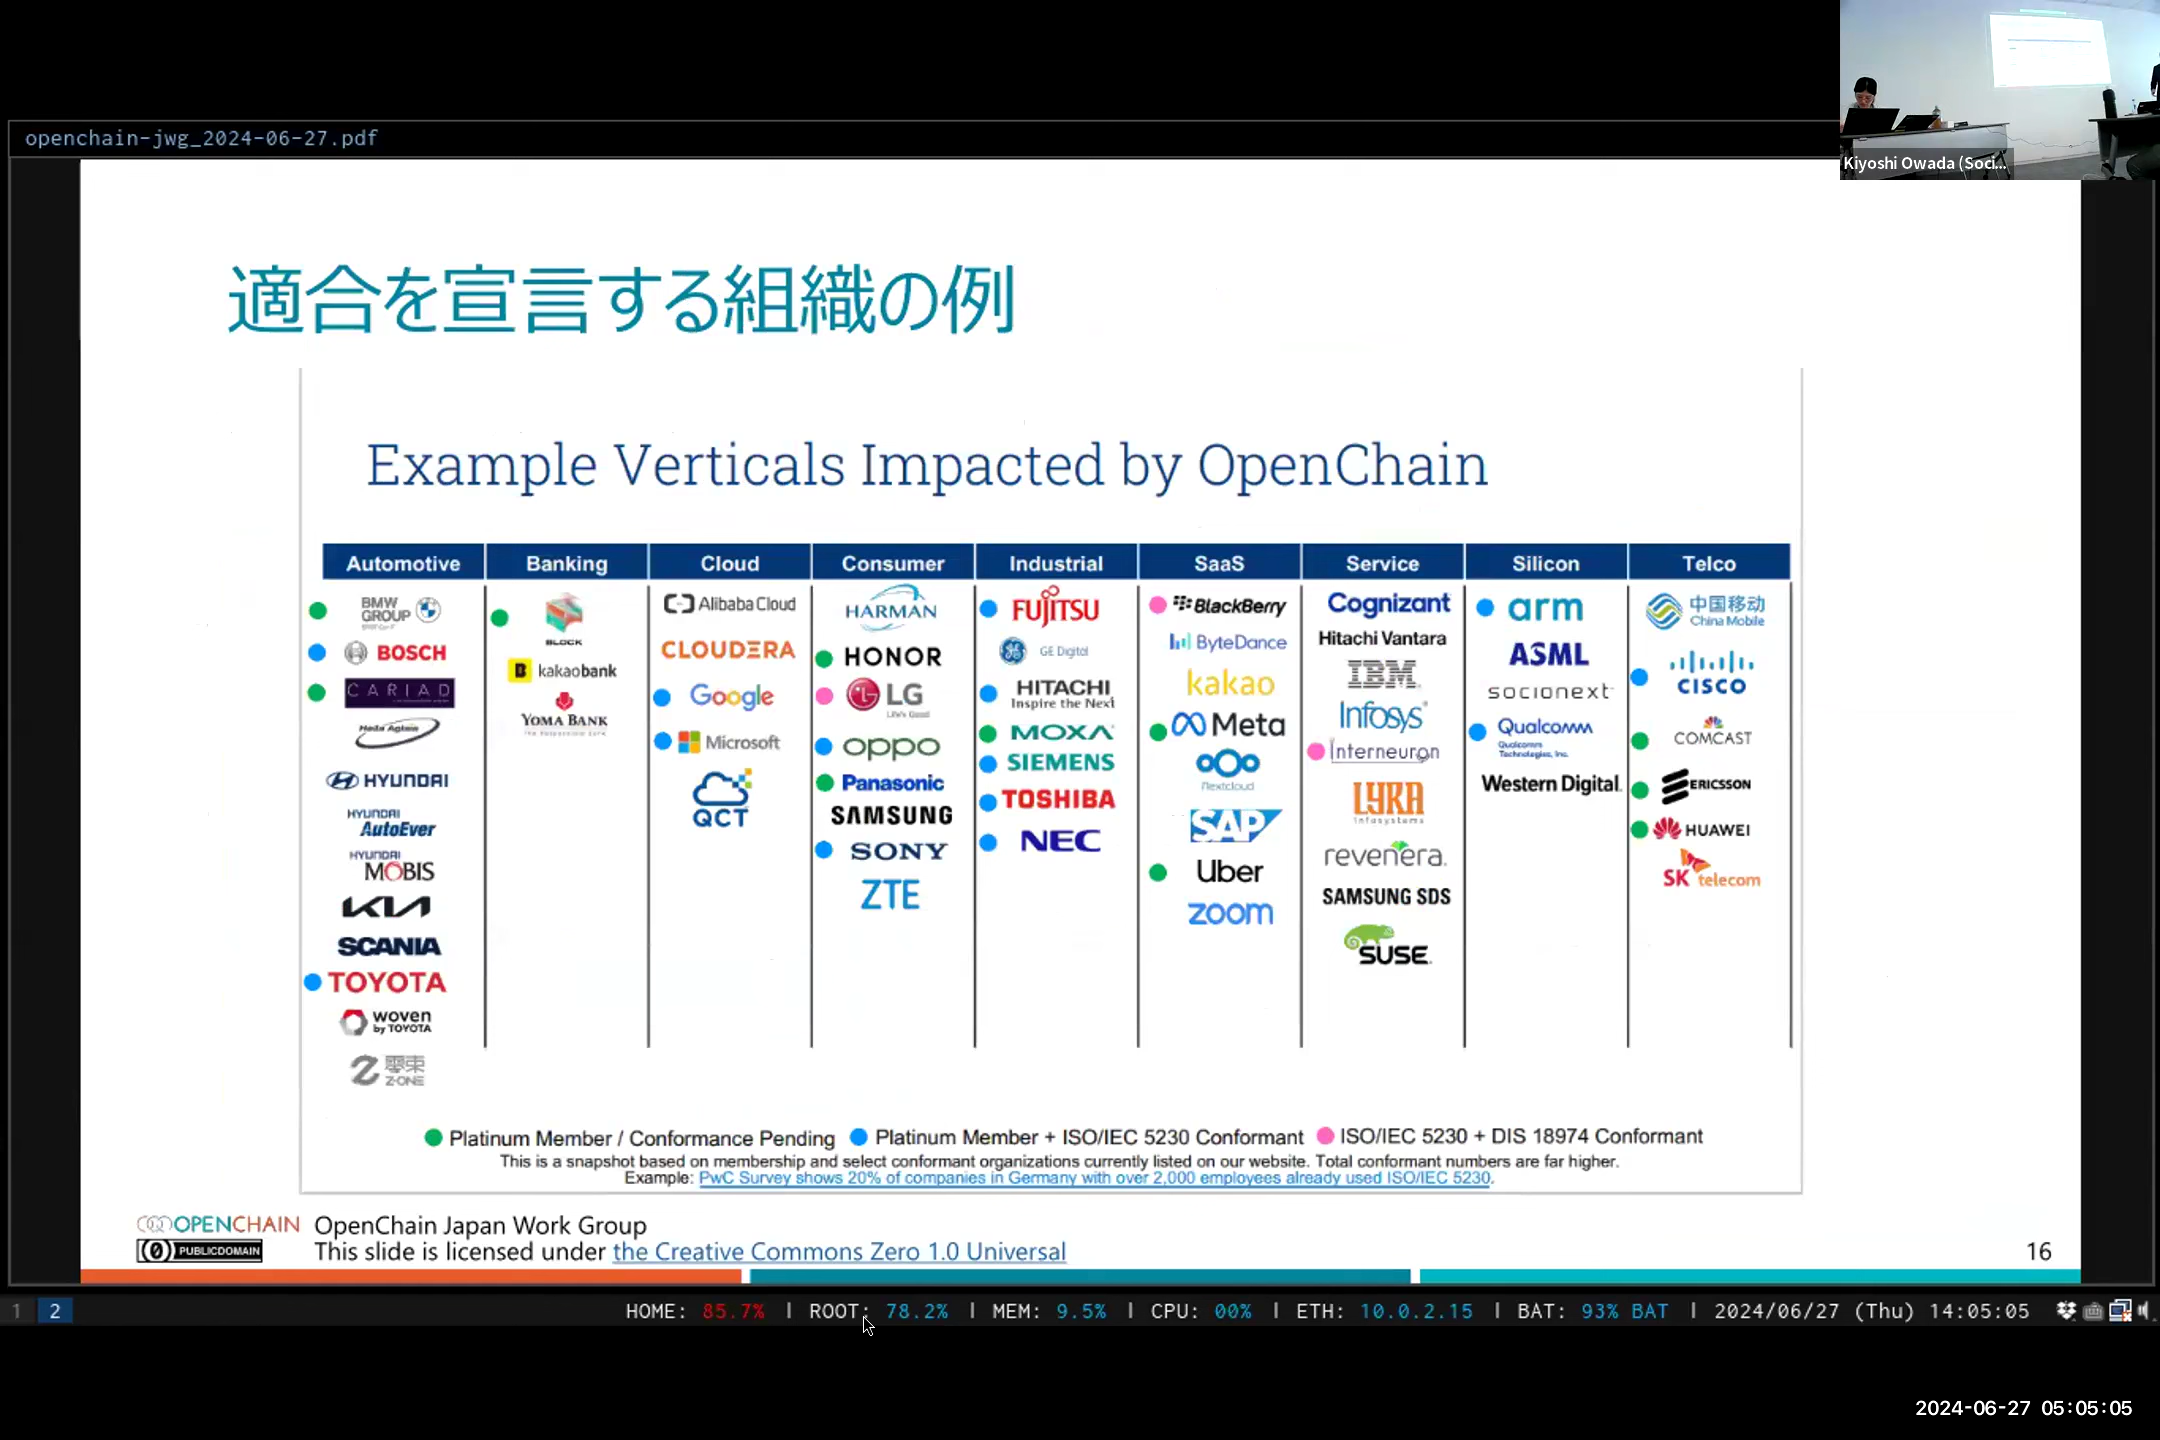 openchain-jwg_2024-06-27.pdf
Kiyoshi Owada (Soci...
適合を宣言する組織の例
Example Verticals Impacted by OpenChain
Automotive
BMW
GROUP
BOSCH
CARIAD
HYUNDAI
HYUNDAI
AutoEver
HYUNDAI
MOBIS
KIA
SCANIA
TOYOTA
woven
by TOYOTA
零束
Z-ONE
Banking
BLOCK
kakaobank
YOMA BANK
Cloud
Alibaba Cloud
CLOUDERA
Google
Microsoft
QCT
Consumer
HARMAN
HONOR
LG
Life's Good
oppo
Panasonic
SAMSUNG
SONY
ZTE
Industrial
FUJITSU
GE Digital
HITACHI
Inspire the Next
MOXA
SIEMENS
TOSHIBA
NEC
SaaS
BlackBerry
ByteDance
kakao
Meta
Nextcloud
SAP
Uber
zoom
Service
Cognizant
Hitachi Vantara
IBM
Infosys
Interneuron
LYRA
Infosystems
revenera.
SAMSUNG SDS
SUSE
Silicon
arm
ASML
socionext
Qualcomm
Qualcomm
Technologies, Inc.
Western Digital.
Telco
中国移动
China Mobile
CISCO
COMCAST
ERICSSON
HUAWEI
SK telecom
Platinum Member / Conformance Pending Platinum Member + ISO/IEC 5230 Conformant ISO/IEC 5230 + DIS 18974 Conformant
This is a snapshot based on membership and select conformant organizations currently listed on our website. Total conformant numbers are far higher.
Example: PwC Survey shows 20% of companies in Germany with over 2,000 employees already used ISO/IEC 5230.
OPENCHAIN OpenChain Japan Work Group
PUBLIC DOMAIN This slide is licensed under the Creative Commons Zero 1.0 Universal
16
1 2 HOME: 85.7% | ROOT: 78.2% | MEM: 9.5% | CPU: 00% | ETH: 10.0.2.15 | BAT: 93% BAT | 2024/06/27 (Thu) 14:05:05
2024-06-27 05:05:05